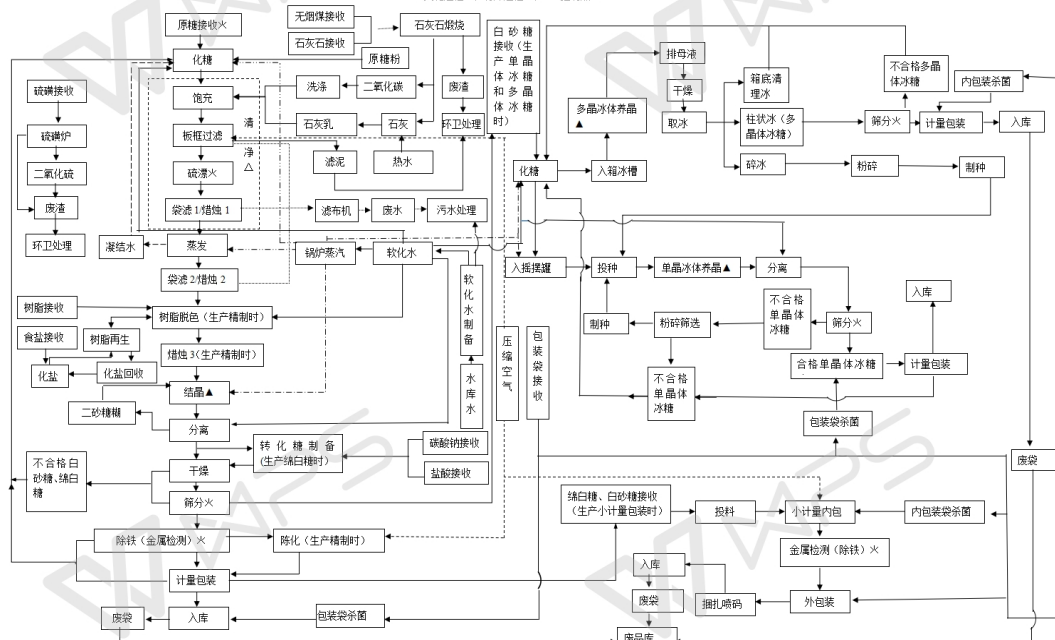 原糖接收火
无烟煤接收
石灰石接收
石灰石煅烧
化糖
原糖粉
硫磺接收
饱充
洗涤
二氧化碳
废渣
硫磺炉
板框过滤
清
净
△
石灰乳
石灰
环卫处理
二氧化硫
硫漂火
滤泥
热水
废渣
袋滤1/蜡烛1
滤布机
废水
污水处理
环卫处理
凝结水
蒸发
锅炉蒸汽
软化水
袋滤2/蜡烛2
树脂接收
树脂脱色（生产精制时）
食盐接收
树脂再生
蜡烛3（生产精制时）
化盐
化盐回收
结晶▲
二砂糖糊
分离
转化糖制备
（生产绵白糖时）
碳酸钠接收
盐酸接收
不合格白
砂糖、绵白
糖
干燥
筛分火
除铁（金属检测）火
陈化（生产精制时）
计量包装
废袋
入库
包装袋杀菌
软化水制备
水库水
压缩空气
包装袋接收
白砂糖
接收（生
产单晶
体冰糖
和多晶
体冰糖
时）
排母液
干燥
取冰
多晶冰体养晶
▲
箱底清
理冰
柱状冰（多
晶体冰糖）
碎冰
不合格多晶
体冰糖
内包装杀菌
筛分火
计量包装
入库
粉碎
制种
化糖
入箱冰槽
入摇摆罐
投种
单晶冰体养晶▲
分离
入库
制种
粉碎筛选
不合格
单晶体
冰糖
筛分火
合格单晶体冰糖
计量包装
不合格
单晶体
冰糖
包装袋杀菌
废袋
绵白糖、白砂糖接收
（生产小计量包装时）
投料
小计量内包
内包装袋杀菌
金属检测（除铁）火
入库
废袋
捆扎喷码
外包装
废品库